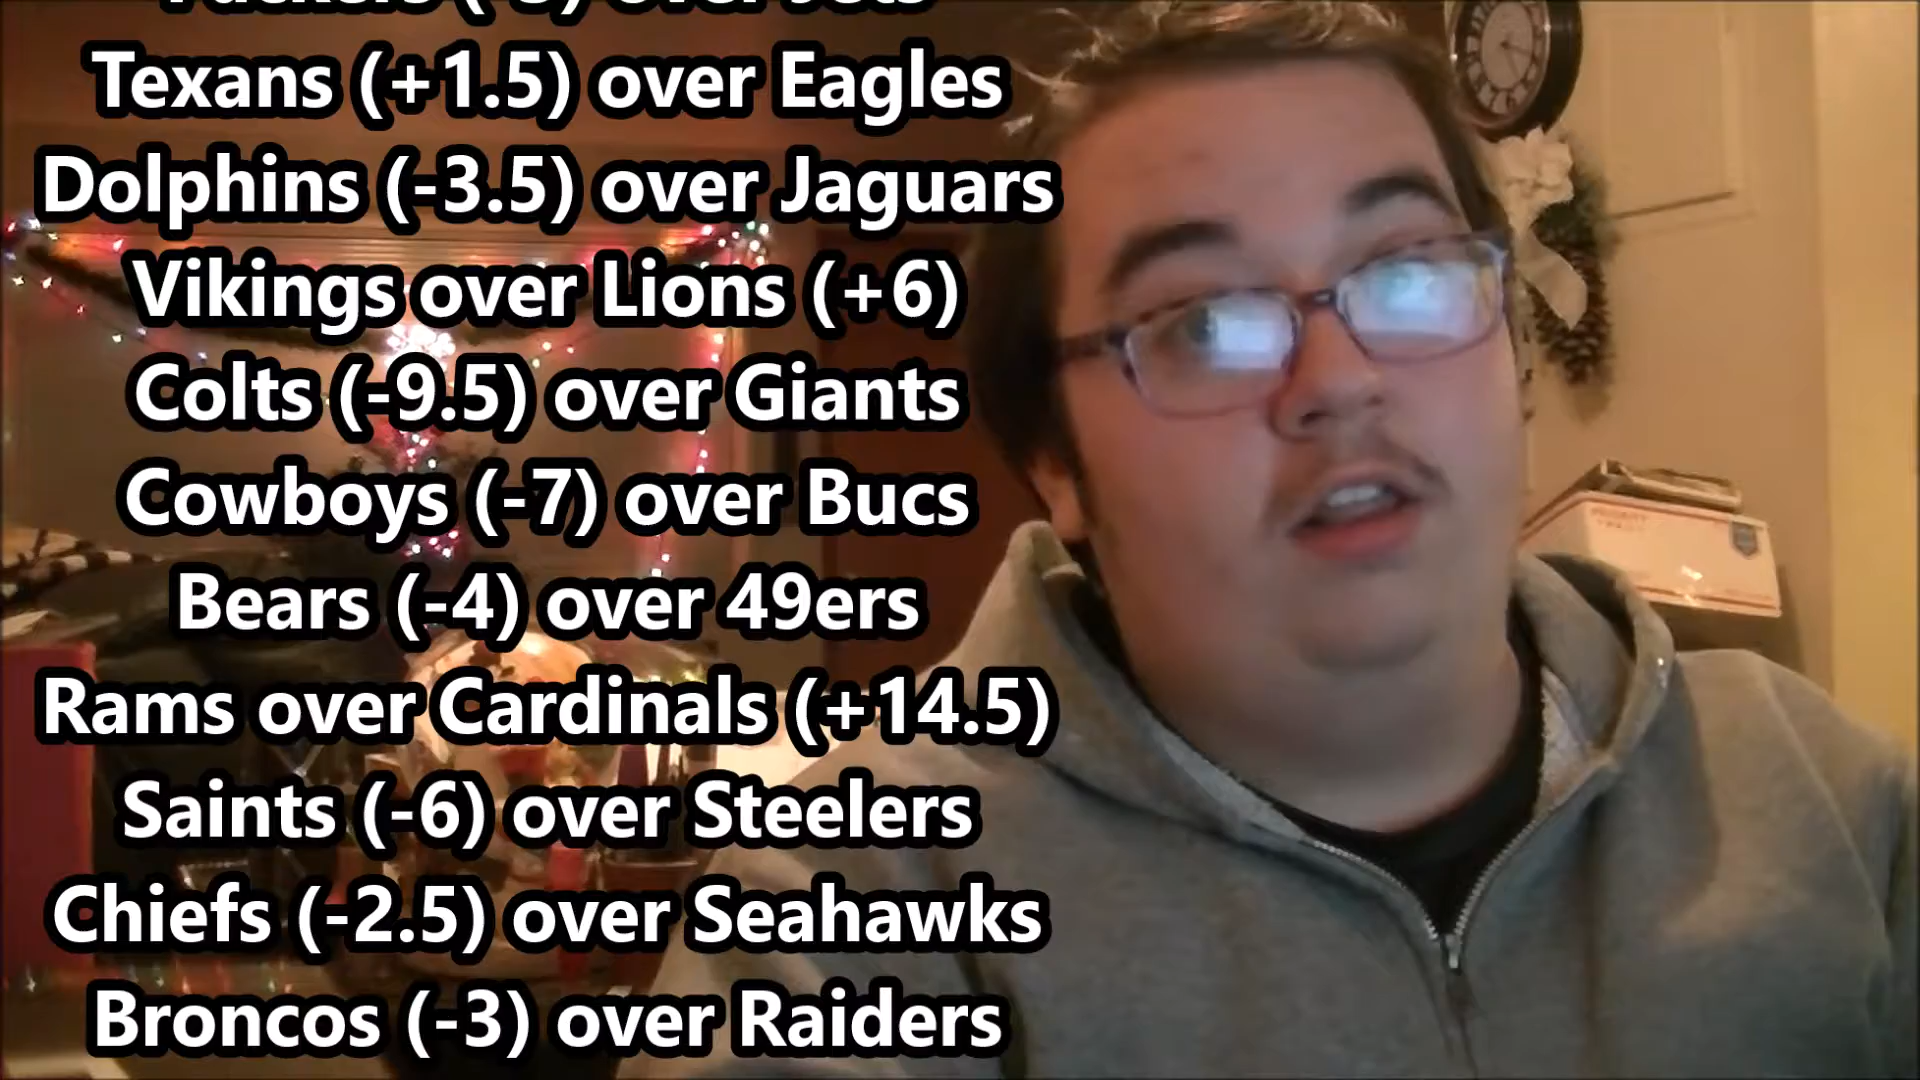 Texans (+1.5) over Eagles
Dolphins (-3.5) over Jaguars
Vikings over Lions (+6)
Colts (-9.5) over Giants
Cowboys (-7) over Bucs
Bears (-4) over 49ers
Rams over Cardinals (+14.5)
Saints (-6) over Steelers
Chiefs (-2.5) over Seahawks
Broncos (-3) over Raiders